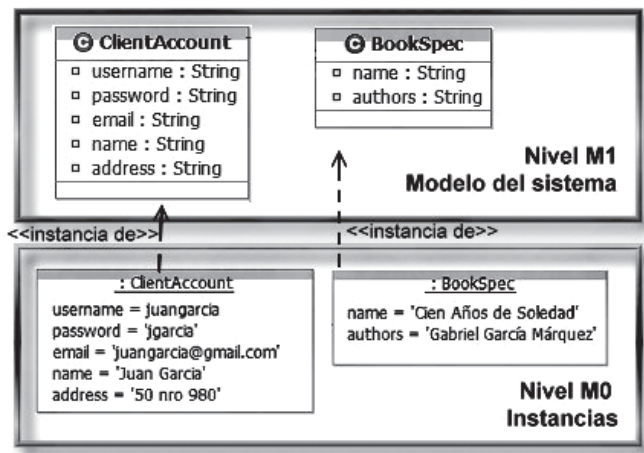 C ClientAccount
username : String
password : String
email : String
name : String
address : String
C BookSpec
name : String
authors : String
Nivel M1
Modelo del sistema
<<instancia de>>
<<instancia de>>
: ClientAccount
username = juangarcia
password = 'jgarcia'
email = 'juangarcia@gmail.com'
name = 'Juan Garcia'
address = '50 nro 980'
: BookSpec
name = 'Cien Años de Soledad'
authors = 'Gabriel García Márquez'
Nivel M0
Instancias